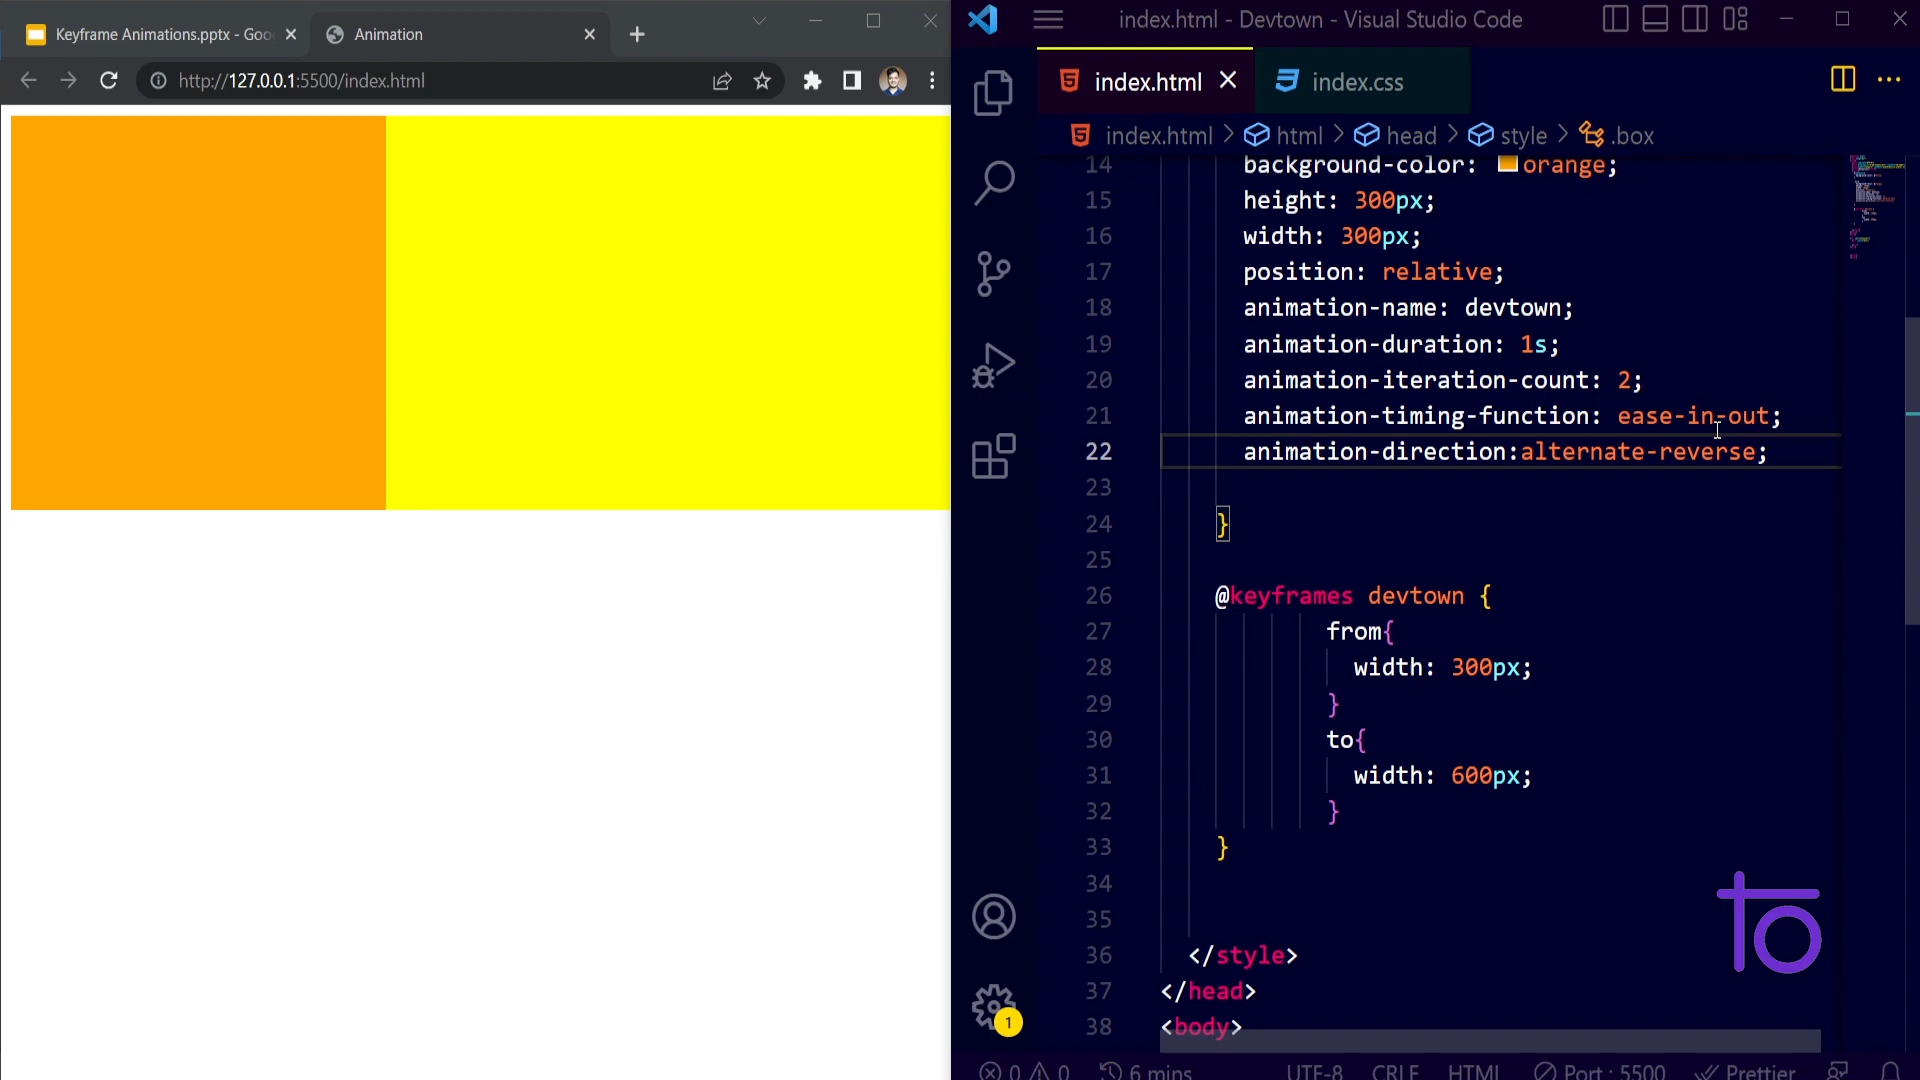 Keyframe Animations.pptx - Goo
Animation
http://127.0.0.1:5500/index.html
index.html - Devtown - Visual Studio Code
index.html
index.css
index.html > html > head > style > .box
14 background-color: orange;
15 height: 300px;
16 width: 300px;
17 position: relative;
18 animation-name: devtown;
19 animation-duration: 1s;
20 animation-iteration-count: 2;
21 animation-timing-function: ease-in-out;
22 animation-direction:alternate-reverse;
23
24 }
25
26 @keyframes devtown {
27 from{
28 width: 300px;
29 }
30 to{
31 width: 600px;
32 }
33 }
34
35
36 </style>
37 </head>
38 <body>
1
0 0 6 mins UTF-8 CRLF HTML Port : 5500 Prettier
to